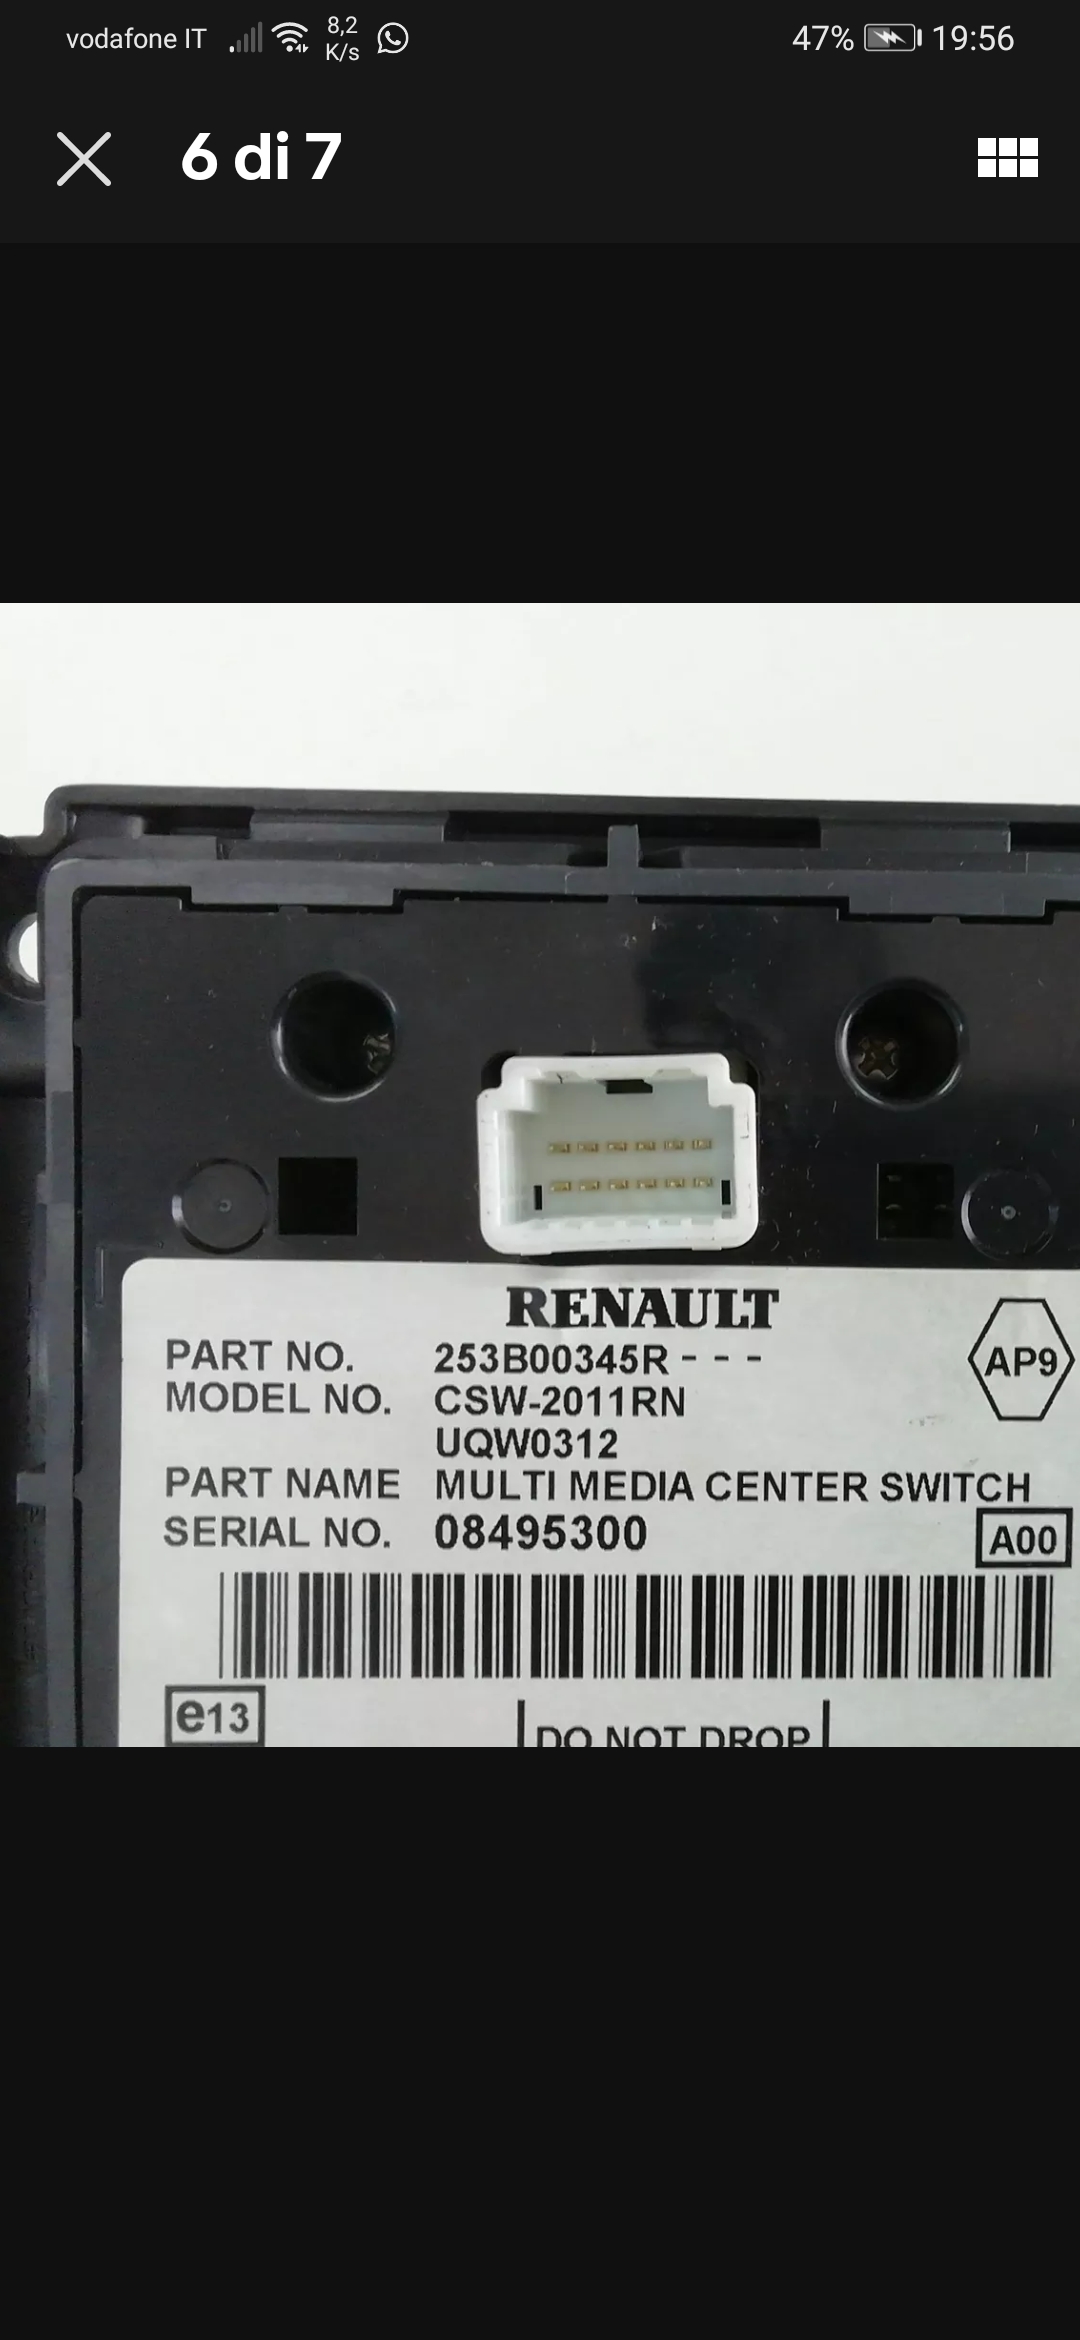 vodafone IT 8,2 K/s 47% 19:56
6 di 7
RENAULT
PART NO. 253B00345R - - -
AP9
MODEL NO. CSW-2011RN
UQW0312
PART NAME MULTI MEDIA CENTER SWITCH
SERIAL NO. 08495300
A00
e13
DO NOT DROP